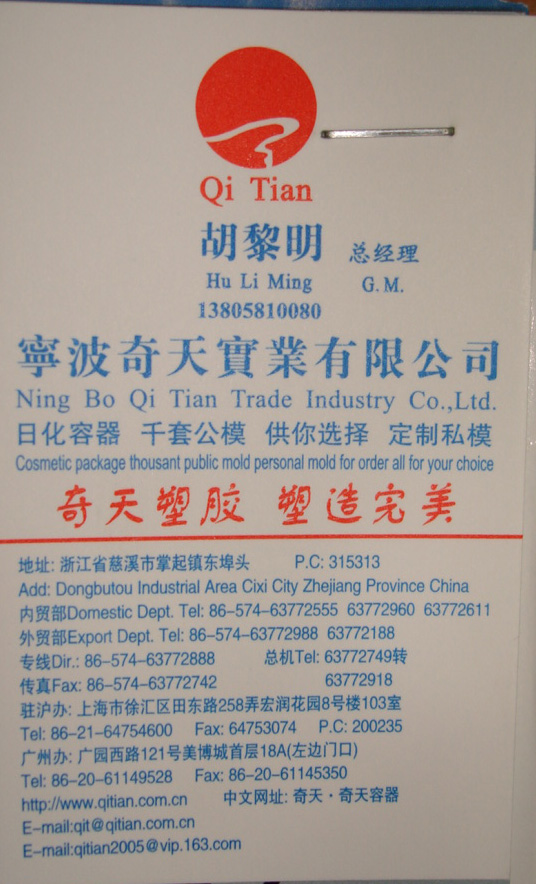 Qi Tian
胡黎明 总经理
Hu Li Ming G.M.
13805810080
寧波奇天實業有限公司
Ning Bo Qi Tian Trade Industry Co.,Ltd.
日化容器 千套公模 供你选择 定制私模
Cosmetic package thousant public mold personal mold for order all for your choice
奇天塑胶 塑造完美
地址: 浙江省慈溪市掌起镇东埠头 P.C: 315313
Add: Dongbutou Industrial Area Cixi City Zhejiang Province China
内贸部Domestic Dept. Tel: 86-574-63772555 63772960 63772611
外贸部Export Dept. Tel: 86-574-63772988 63772188
专线Dir.: 86-574-63772888 总机Tel: 63772749转
传真Fax: 86-574-63772742 63772918
驻沪办: 上海市徐汇区田东路258弄宏润花园8号楼103室
Tel: 86-21-64754600 Fax: 64753074 P.C: 200235
广州办: 广园西路121号美博城首层18A(左边门口)
Tel: 86-20-61149528 Fax: 86-20-61145350
http://www.qitian.com.cn 中文网址: 奇天·奇天容器
E-mail:qit@qitian.com.cn
E-mail:qitian2005@vip.163.com